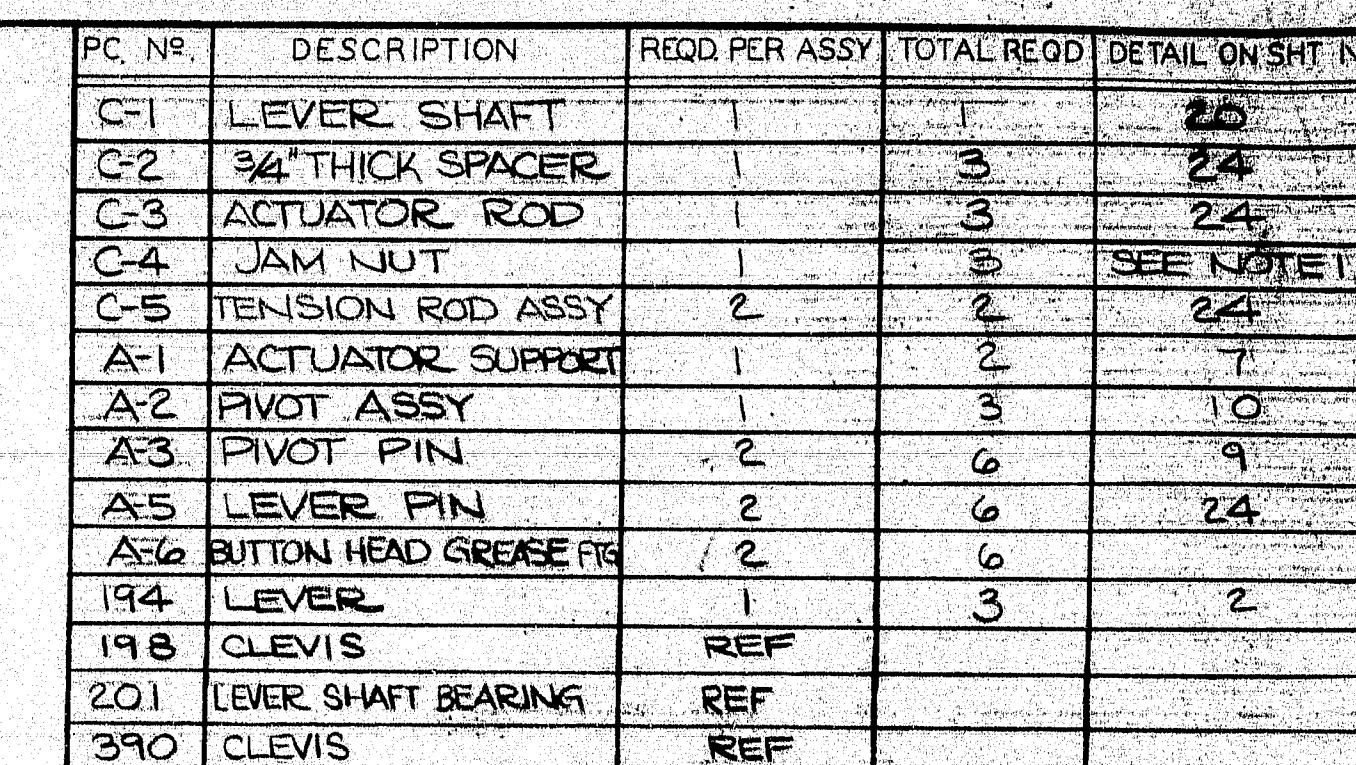 PC. Nº. DESCRIPTION REQD. PER ASSY TOTAL REQD DETAIL ON SHT N
C-1 LEVER SHAFT 1 1 20
C-2 3/4" THICK SPACER 1 3 24
C-3 ACTUATOR ROD 1 3 24
C-4 JAM NUT 1 3 SEE NOTE 1
C-5 TENSION ROD ASSY 2 2 24
A-1 ACTUATOR SUPPORT 1 2 7
A-2 PIVOT ASSY 1 3 10
A-3 PIVOT PIN 2 6 9
A-5 LEVER PIN 2 6 24
A-6 BUTTON HEAD GREASE FTG 2 6
194 LEVER 1 3 2
198 CLEVIS REF
201 LEVER SHAFT BEARING REF
390 CLEVIS REF